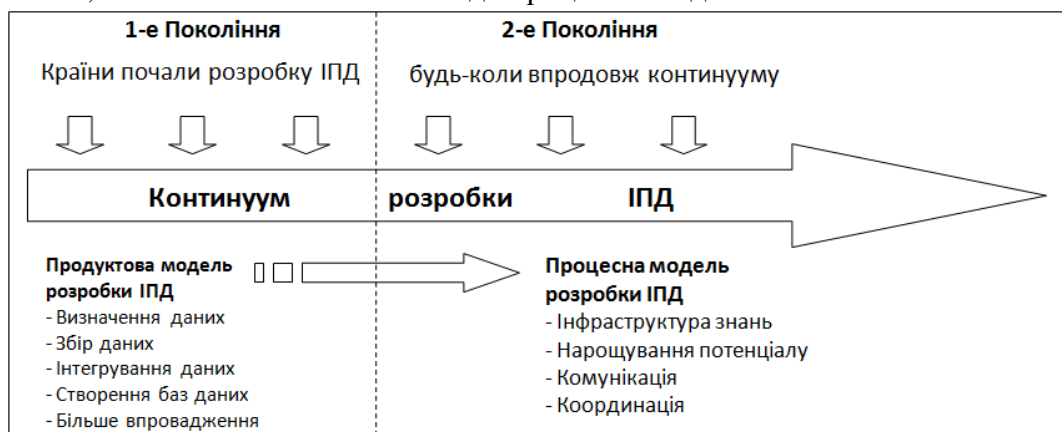 1-е Покоління
2-е Покоління
Країни почали розробку ІПД
будь-коли впродовж континууму
Континуум розробки ІПД
Продуктова модель
розробки ІПД
- Визначення даних
- Збір даних
- Інтегрування даних
- Створення баз даних
- Більше впровадження
Процесна модель
розробки ІПД
- Інфраструктура знань
- Нарощування потенціалу
- Комунікація
- Координація